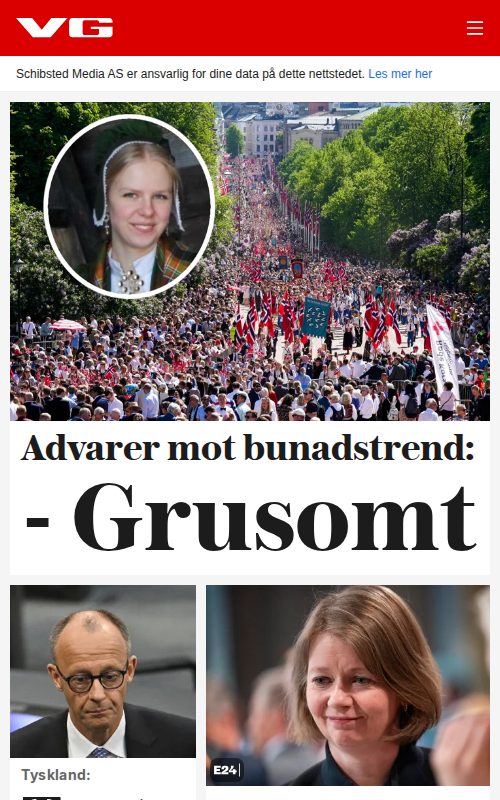 VG
Schibsted Media AS er ansvarlig for dine data på dette nettstedet. Les mer her
Advarer mot bunadstrend:
- Grusomt
E24
Tyskland: